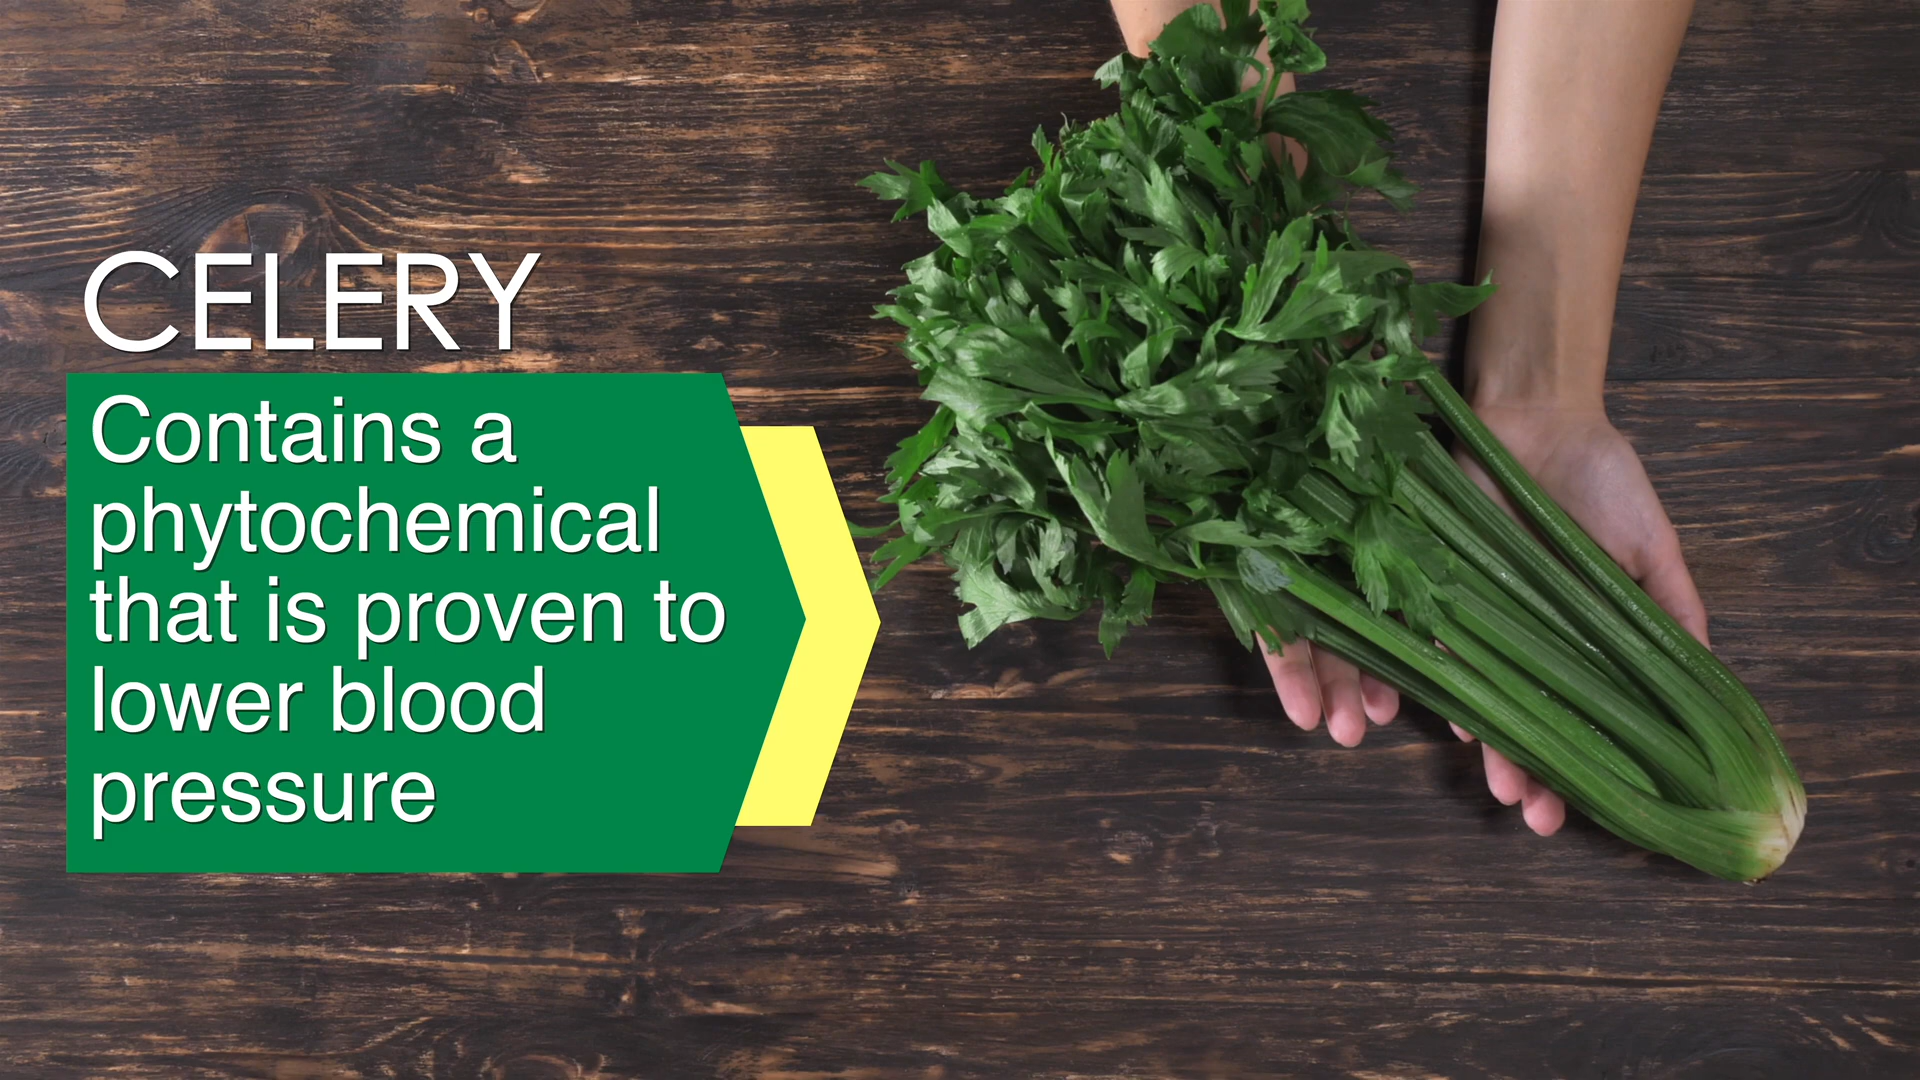 CELERY
Contains a
phytochemical
that is proven to
lower blood
pressure